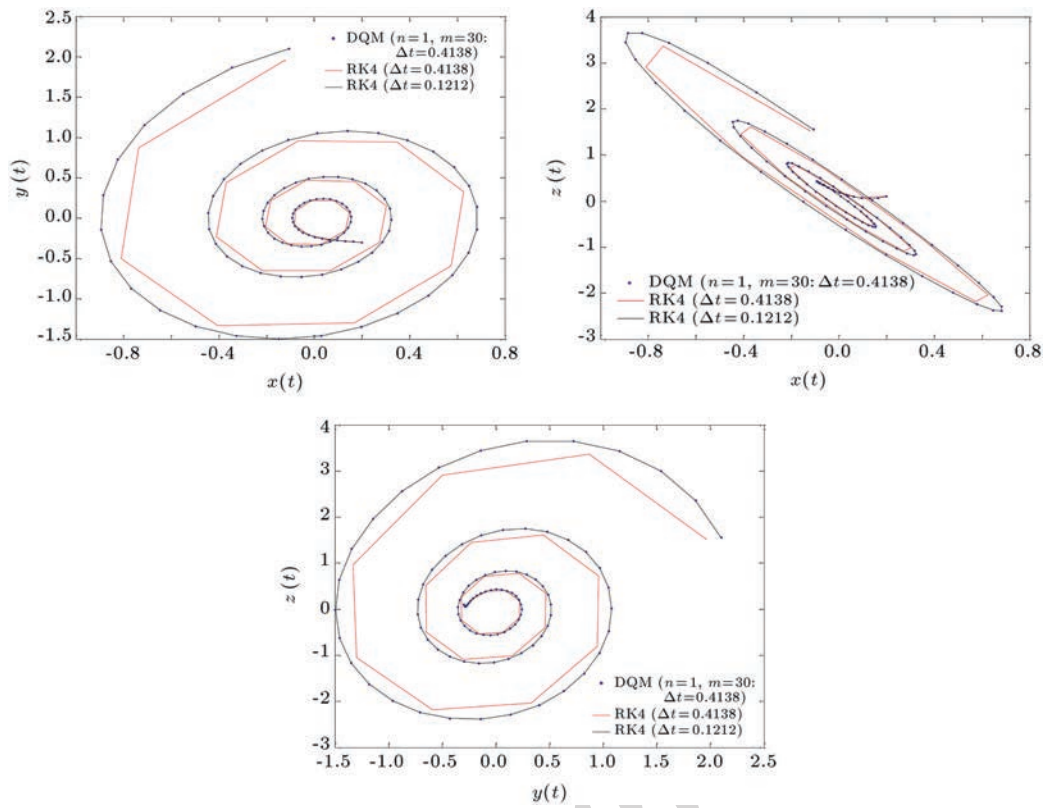 2.5
2.0
1.5
1.0
0.5
0.0
-0.5
-1.0
-1.5
y(t)
-0.8
-0.4
0.0
0.4
0.8
x(t)
DQM (n=1, m=30:
Δt=0.4138)
RK4 (Δt=0.4138)
RK4 (Δt=0.1212)
4
3
2
1
0
-1
-2
-3
z(t)
-0.8
-0.4
0.0
0.4
0.8
x(t)
DQM (n=1, m=30: Δt=0.4138)
RK4 (Δt=0.4138)
RK4 (Δt=0.1212)
4
3
2
1
0
-1
-2
-3
z(t)
-1.5
-1.0
-0.5
0.0
0.5
1.0
1.5
2.0
2.5
y(t)
DQM (n=1, m=30:
Δt=0.4138)
RK4 (Δt=0.4138)
RK4 (Δt=0.1212)